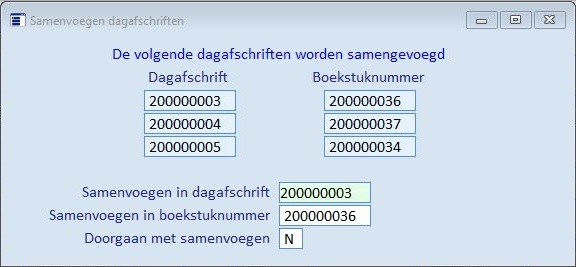 Samenvoegen dagafschriften
De volgende dagafschriften worden samengevoegd
Dagafschrift Boekstuknummer
200000003 200000036
200000004 200000037
200000005 200000034
Samenvoegen in dagafschrift 200000003
Samenvoegen in boekstuknummer 200000036
Doorgaan met samenvoegen N